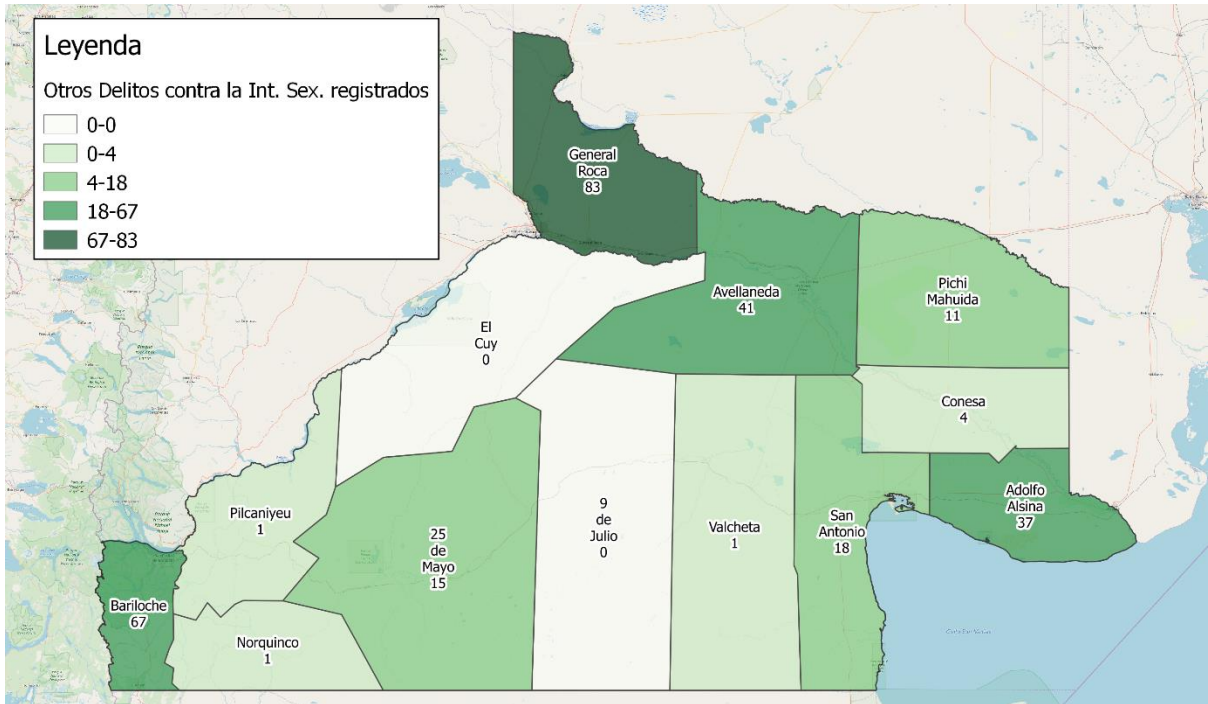 Leyenda
Otros Delitos contra la Int. Sex. registrados
0-0
0-4
4-18
18-67
67-83
General
Roca
83
Avellaneda
41
Pichi
Mahuida
11
El
Cuy
0
Conesa
4
Adolfo
Alsina
37
Pilcaniyeu
1
25
de
Mayo
15
9
de
Julio
0
Valcheta
1
San
Antonio
18
Bariloche
67
Norquinco
1